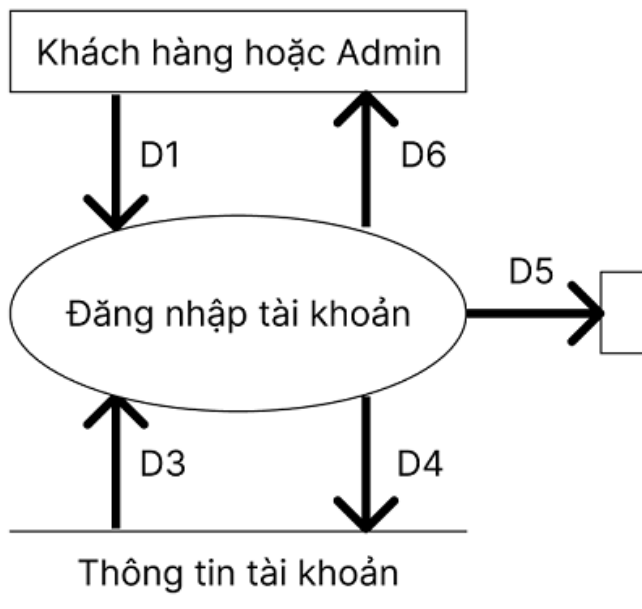 Khách hàng hoặc Admin
D1
D6
D5
Đăng nhập tài khoản
D3
D4
Thông tin tài khoản